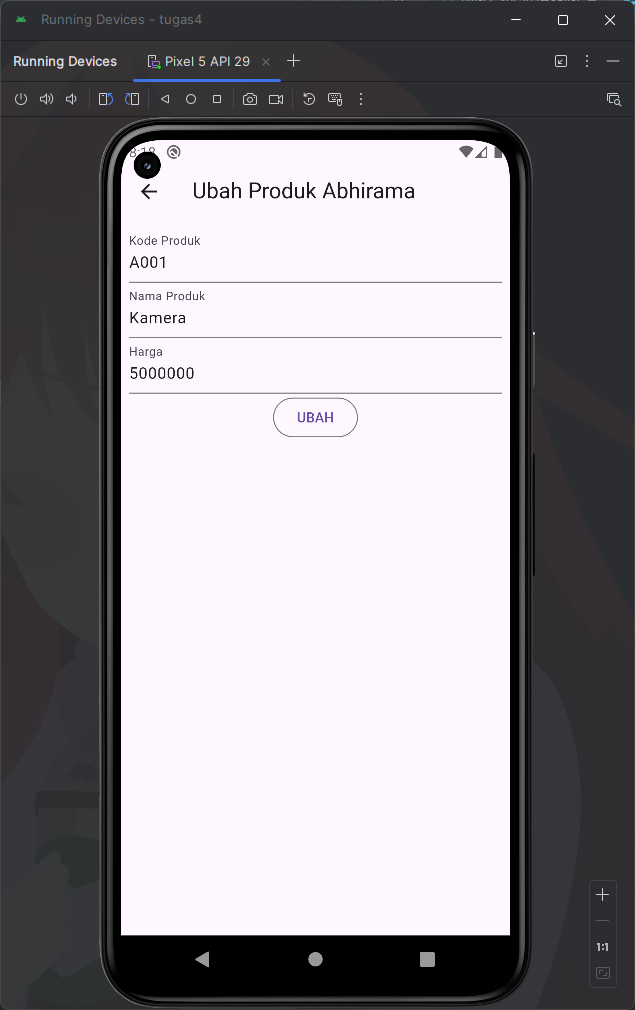 Running Devices - tugas4
Running Devices
Pixel 5 API 29
8:18
Ubah Produk Abhirama
Kode Produk
A001
Nama Produk
Kamera
Harga
5000000
UBAH
1:1